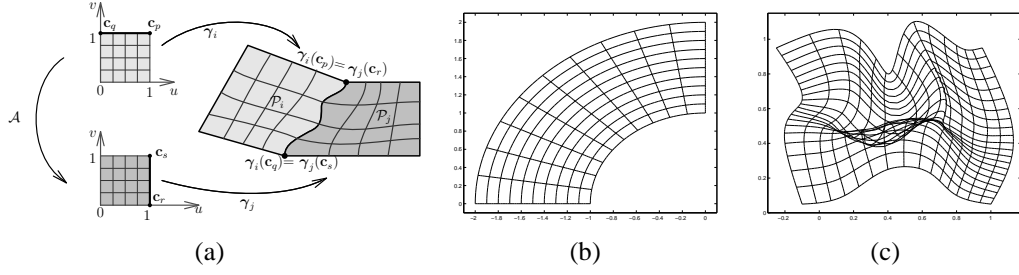 v
c_q
c_p
1
0
1
u
γ_i
A
γ_i(c_p)= γ_j(c_r)
P_i
P_j
γ_i(c_q)= γ_j(c_s)
v
1
c_s
c_r
0
1
u
γ_j
2
1.8
1.6
1.4
1.2
1
0.8
0.6
0.4
0.2
0
−2 −1.8 −1.6 −1.4 −1.2 −1 −0.8 −0.6 −0.4 −0.2 0
1
0.8
0.6
0.4
0.2
0
−0.2 0 0.2 0.4 0.6 0.8 1
(a) (b) (c)